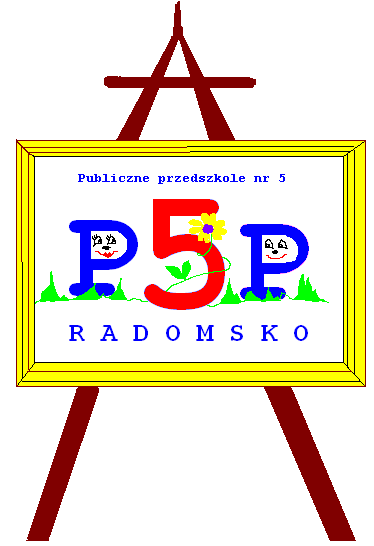 Publiczne przedszkole nr 5
P5P
RADOMSKO